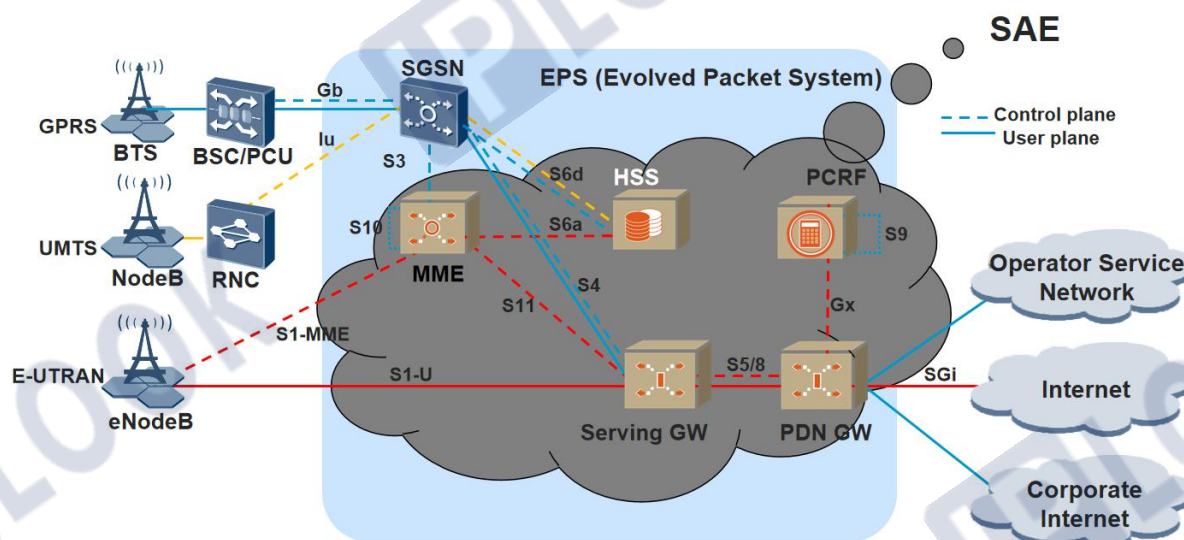 SAE
EPS (Evolved Packet System)
SGSN
Control plane
User plane
Gb
GPRS
BTS
BSC/PCU
Iu
S3
S6d
HSS
PCRF
S10
S6a
S9
UMTS
NodeB
RNC
MME
Operator Service
Network
S4
S11
Gx
S1-MME
E-UTRAN
S1-U
S5/8
SGi
Internet
eNodeB
Serving GW
PDN GW
Corporate
Internet
IPLOOK